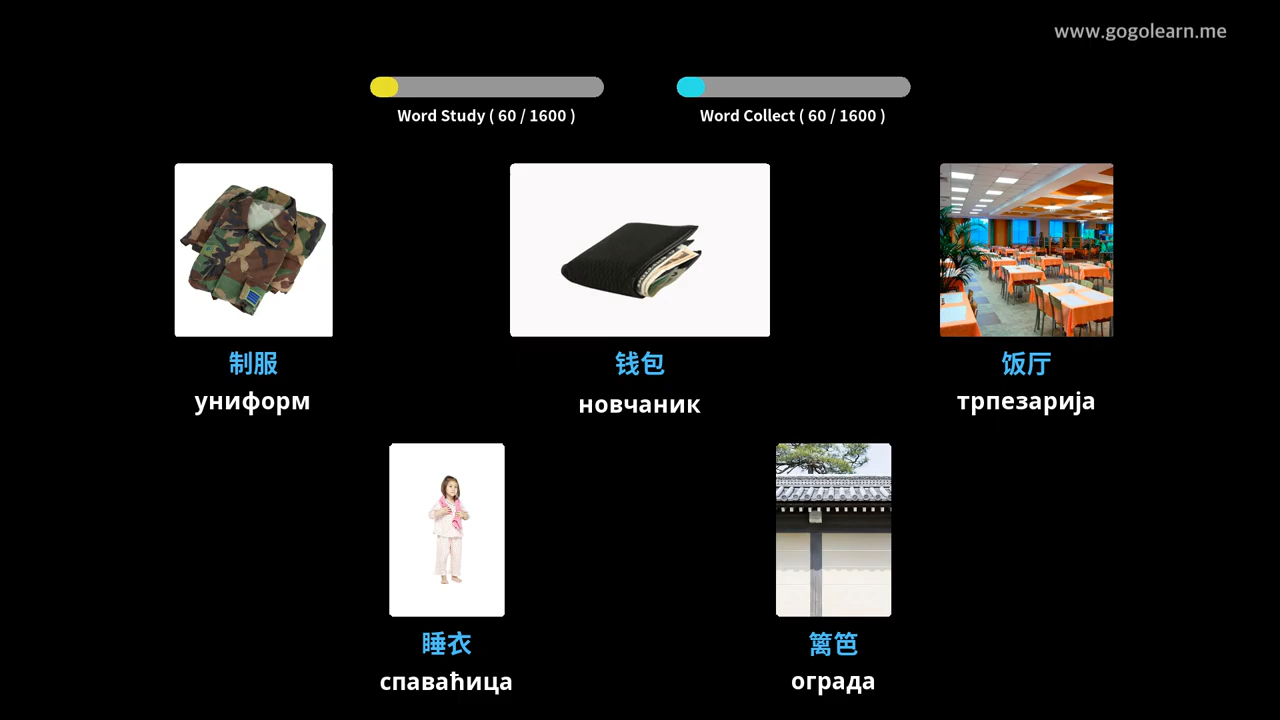 www.gogolearn.me
Word Study ( 60 / 1600 )
Word Collect ( 60 / 1600 )
制服
钱包
饭厅
униформ
новчаник
трпезарија
睡衣
篱笆
спаваћица
ограда